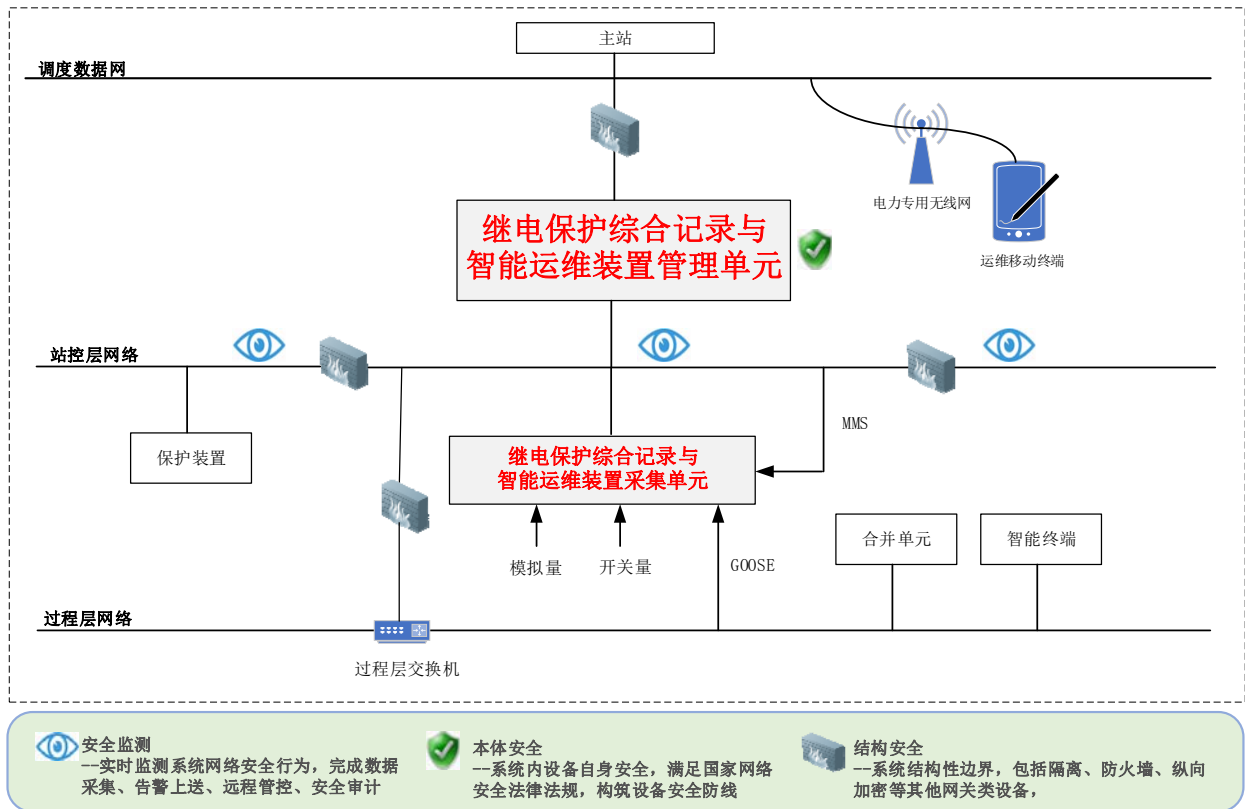 主站
调度数据网
电力专用无线网
运维移动终端
继电保护综合记录与
智能运维装置管理单元
站控层网络
保护装置
MMS
继电保护综合记录与
智能运维装置采集单元
模拟量
开关量
GOOSE
合并单元
智能终端
过程层网络
过程层交换机
安全监测
--实时监测系统网络安全行为，完成数据
采集、告警上送、远程管控、安全审计
本体安全
--系统内设备自身安全，满足国家网络
安全法律法规，构筑设备安全防线
结构安全
--系统结构性边界，包括隔离、防火墙、纵向
加密等其他网关类设备，